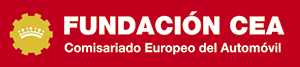 FUNDACIÓN CEA
Comisariado Europeo del Automóvil